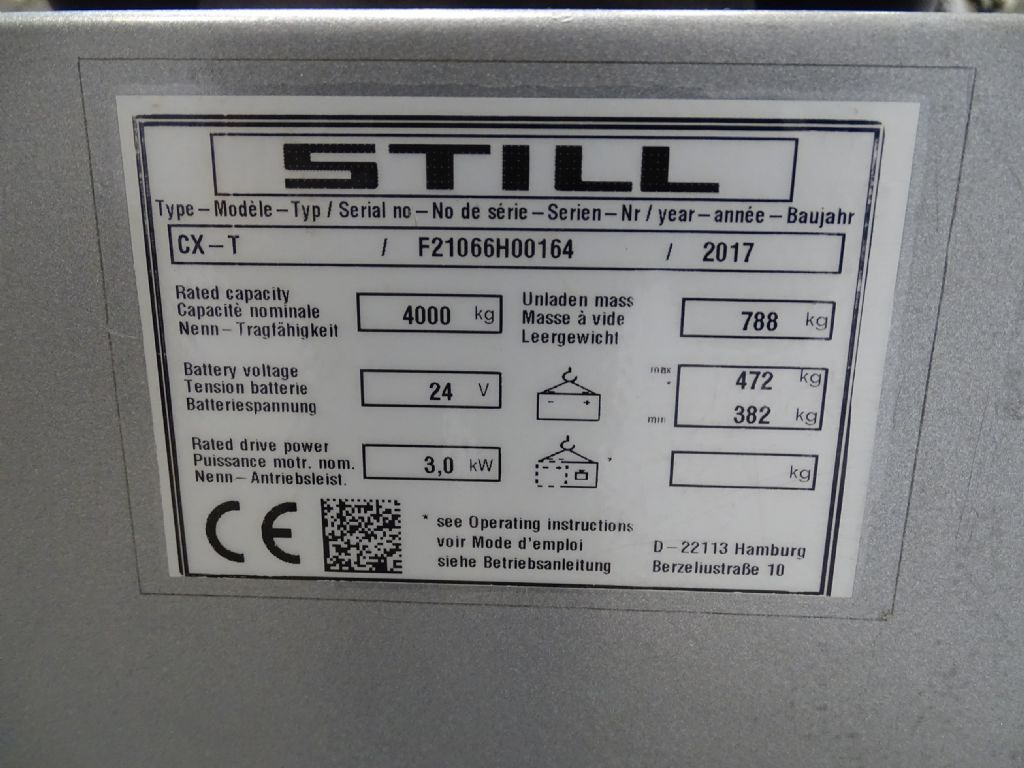 STILL
Type – Modèle – Typ / Serial no – No de série – Serien – Nr / year – année – Baujahr
CX – T / F21066H00164 / 2017
Rated capacity
Capacitè nominale
Nenn – Tragfähigkeit
4000 kg
Unladen mass
Masse à vide
Leergewicht
788 kg
Battery voltage
Tension batterie
Batteriespannung
24 V
- +
max 472 kg
*
min 382 kg
Rated drive power
Puissance motr. nom.
Nenn – Antriebsleist.
3,0 kW
*
kg
CE
* see Operating instructions
voir Mode d'emploi
siehe Betriebsanleitung
D – 22113 Hamburg
Berzeliustraße 10